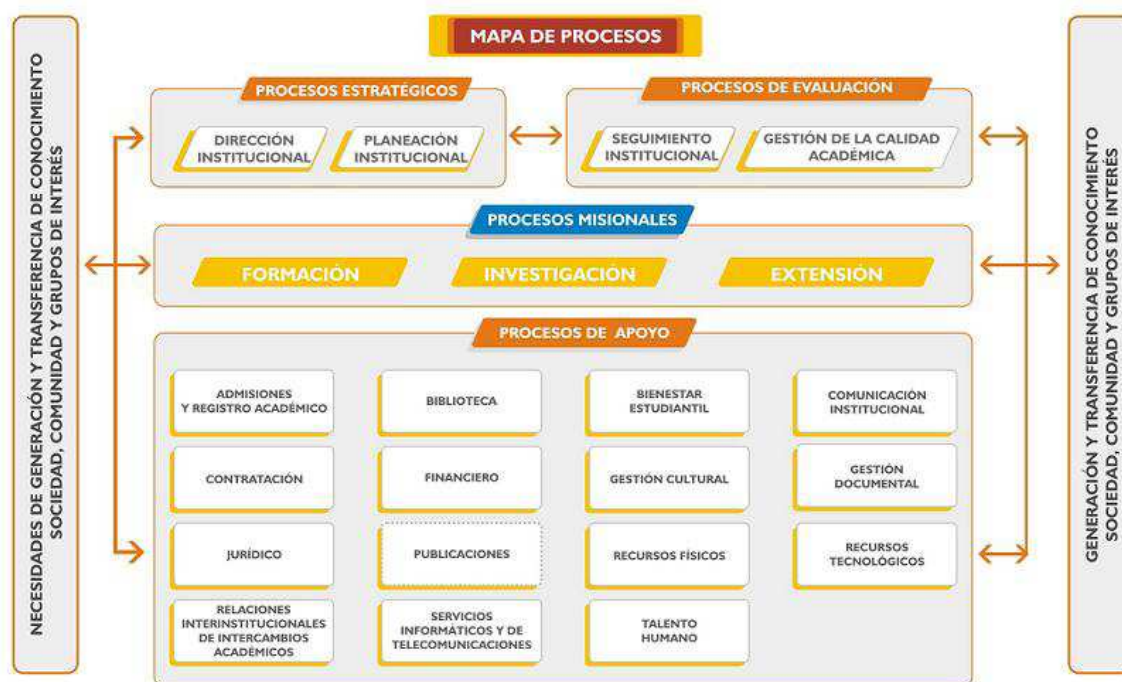 MAPA DE PROCESOS
NECESIDADES DE GENERACIÓN Y TRANSFERENCIA DE CONOCIMIENTO
SOCIEDAD, COMUNIDAD Y GRUPOS DE INTERÉS
PROCESOS ESTRATÉGICOS
DIRECCIÓN
INSTITUCIONAL
PLANEACIÓN
INSTITUCIONAL
PROCESOS DE EVALUACIÓN
SEGUIMIENTO
INSTITUCIONAL
GESTIÓN DE LA CALIDAD
ACADÉMICA
PROCESOS MISIONALES
FORMACIÓN
INVESTIGACIÓN
EXTENSIÓN
PROCESOS DE APOYO
ADMISIONES
Y REGISTRO ACADÉMICO
BIBLIOTECA
BIENESTAR
ESTUDIANTIL
COMUNICACIÓN
INSTITUCIONAL
CONTRATACIÓN
FINANCIERO
GESTIÓN CULTURAL
GESTIÓN
DOCUMENTAL
JURÍDICO
PUBLICACIONES
RECURSOS FÍSICOS
RECURSOS
TECNOLÓGICOS
RELACIONES
INTERINSTITUCIONALES
DE INTERCAMBIOS
ACADÉMICOS
SERVICIOS
INFORMÁTICOS Y DE
TELECOMUNICACIONES
TALENTO
HUMANO
GENERACIÓN Y TRANSFERENCIA DE CONOCIMIENTO
SOCIEDAD, COMUNIDAD Y GRUPOS DE INTERÉS